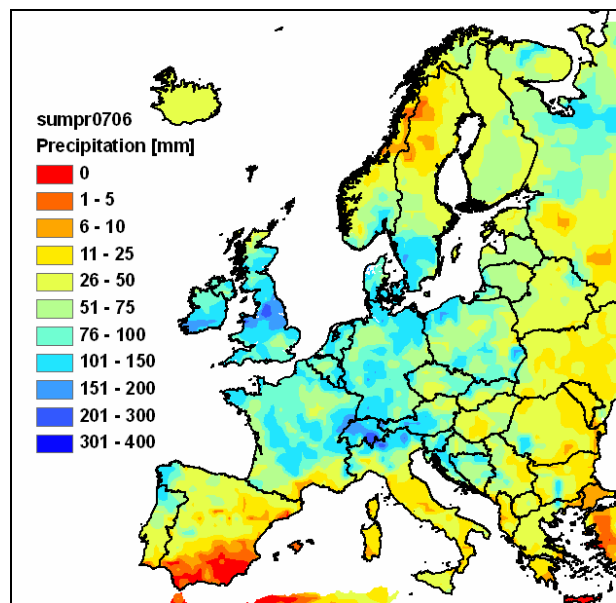 sumpr0706
Precipitation [mm]
0
1 - 5
6 - 10
11 - 25
26 - 50
51 - 75
76 - 100
101 - 150
151 - 200
201 - 300
301 - 400